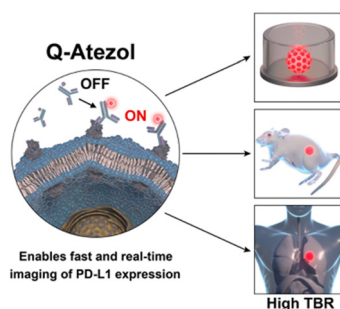 Q-Atezol
OFF
ON
Enables fast and real-time
imaging of PD-L1 expression
High TBR